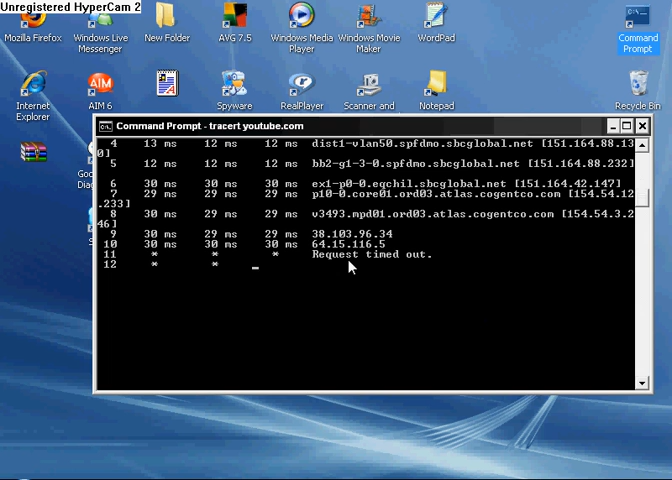 Unregistered HyperCam 2
Mozilla Firefox
Windows Live
Messenger
New Folder
AVG 7.5
Windows Media
Player
Windows Movie
Maker
WordPad
Command
Prompt
Internet
Explorer
AIM 6
Spyware
RealPlayer
Scanner and
Notepad
Recycle Bin
Goo
Diag
S
Command Prompt - tracert youtube.com
4 13 ms 12 ms 12 ms dist1-vlan50.spfdmo.sbcglobal.net [151.164.88.13
0]
5 12 ms 12 ms 12 ms bb2-g1-3-0.spfdmo.sbcglobal.net [151.164.88.232]
6 30 ms 30 ms 30 ms ex1-p0-0.eqchil.sbcglobal.net [151.164.42.147]
7 29 ms 29 ms 29 ms p10-0.core01.ord03.atlas.cogentco.com [154.54.12
.233]
8 30 ms 29 ms 29 ms v3493.mpd01.ord03.atlas.cogentco.com [154.54.3.2
46]
9 30 ms 29 ms 29 ms 38.103.96.34
10 30 ms 30 ms 30 ms 64.15.116.5
11 * * * Request timed out.
12 * * _